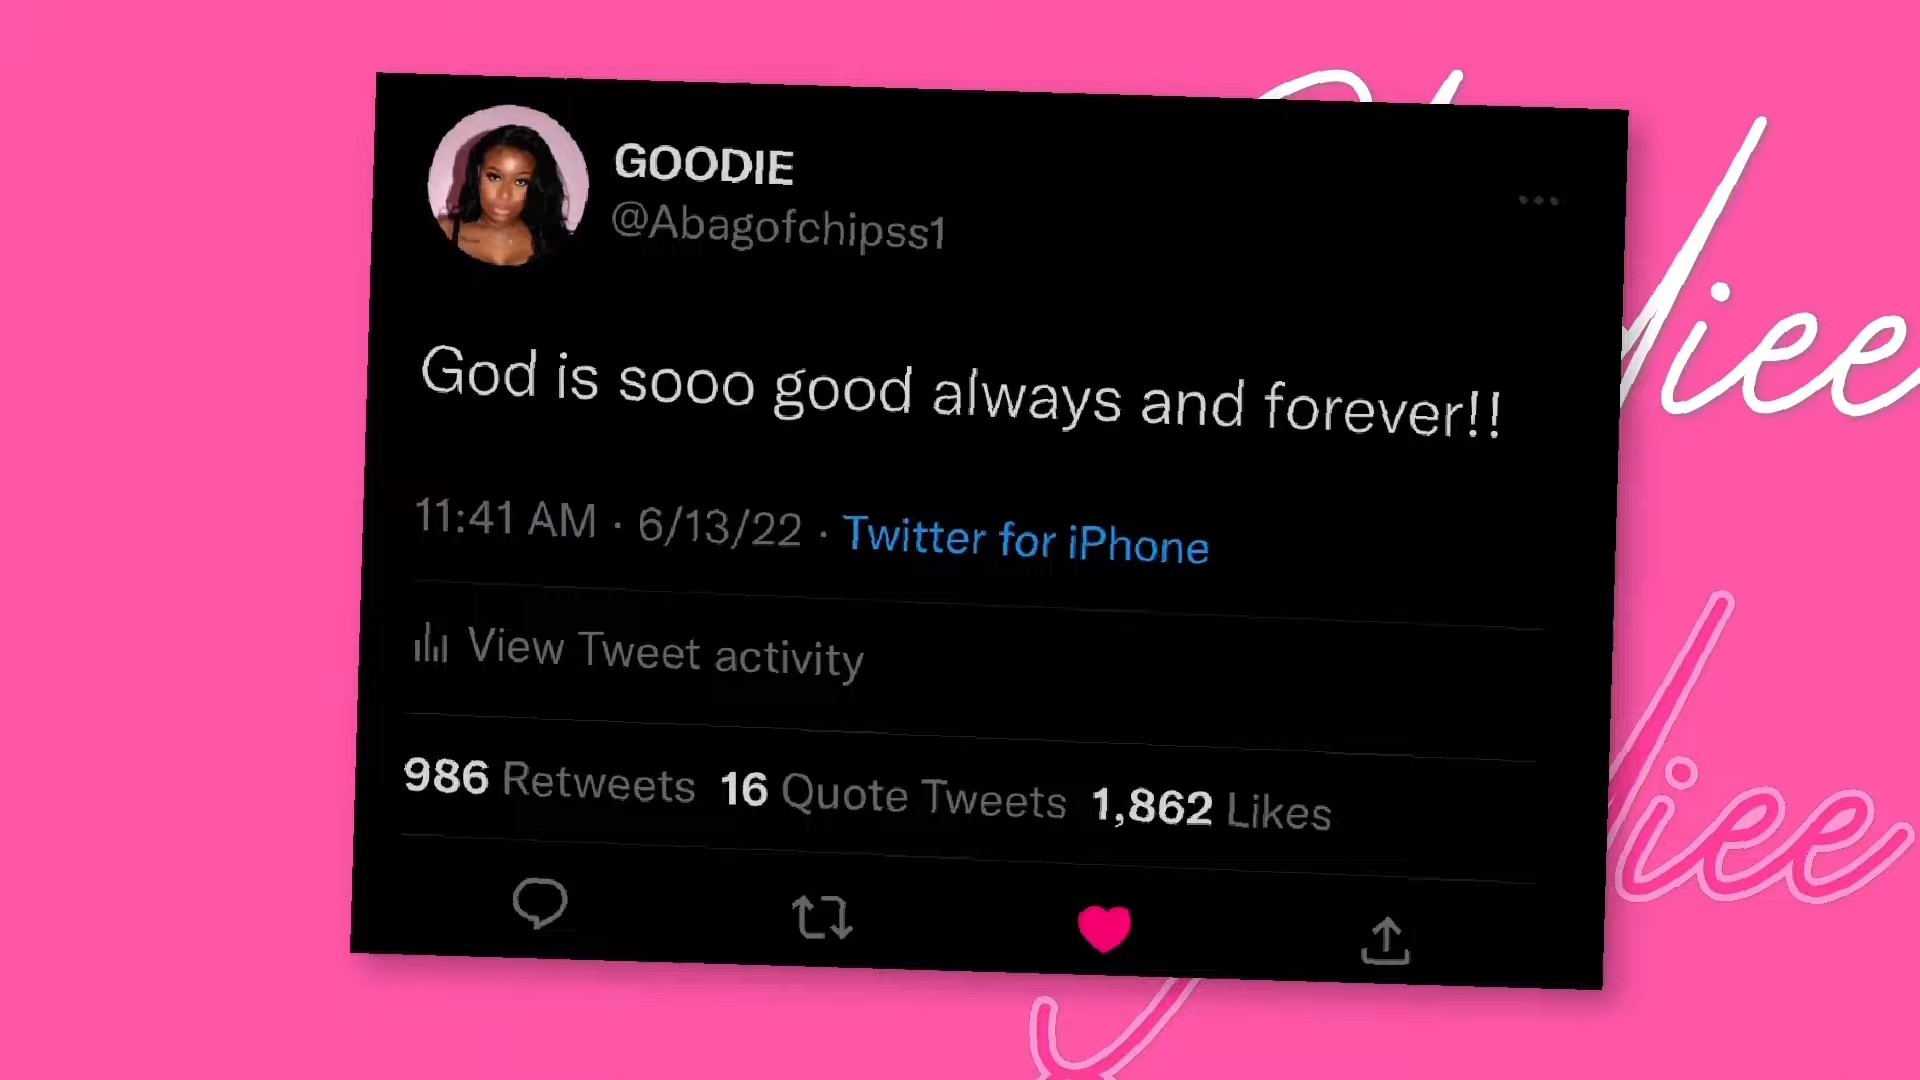 GOODIE
@Abagofchipss1
God is sooo good always and forever!!
11:41 AM · 6/13/22 · Twitter for iPhone
View Tweet activity
986 Retweets 16 Quote Tweets 1,862 Likes